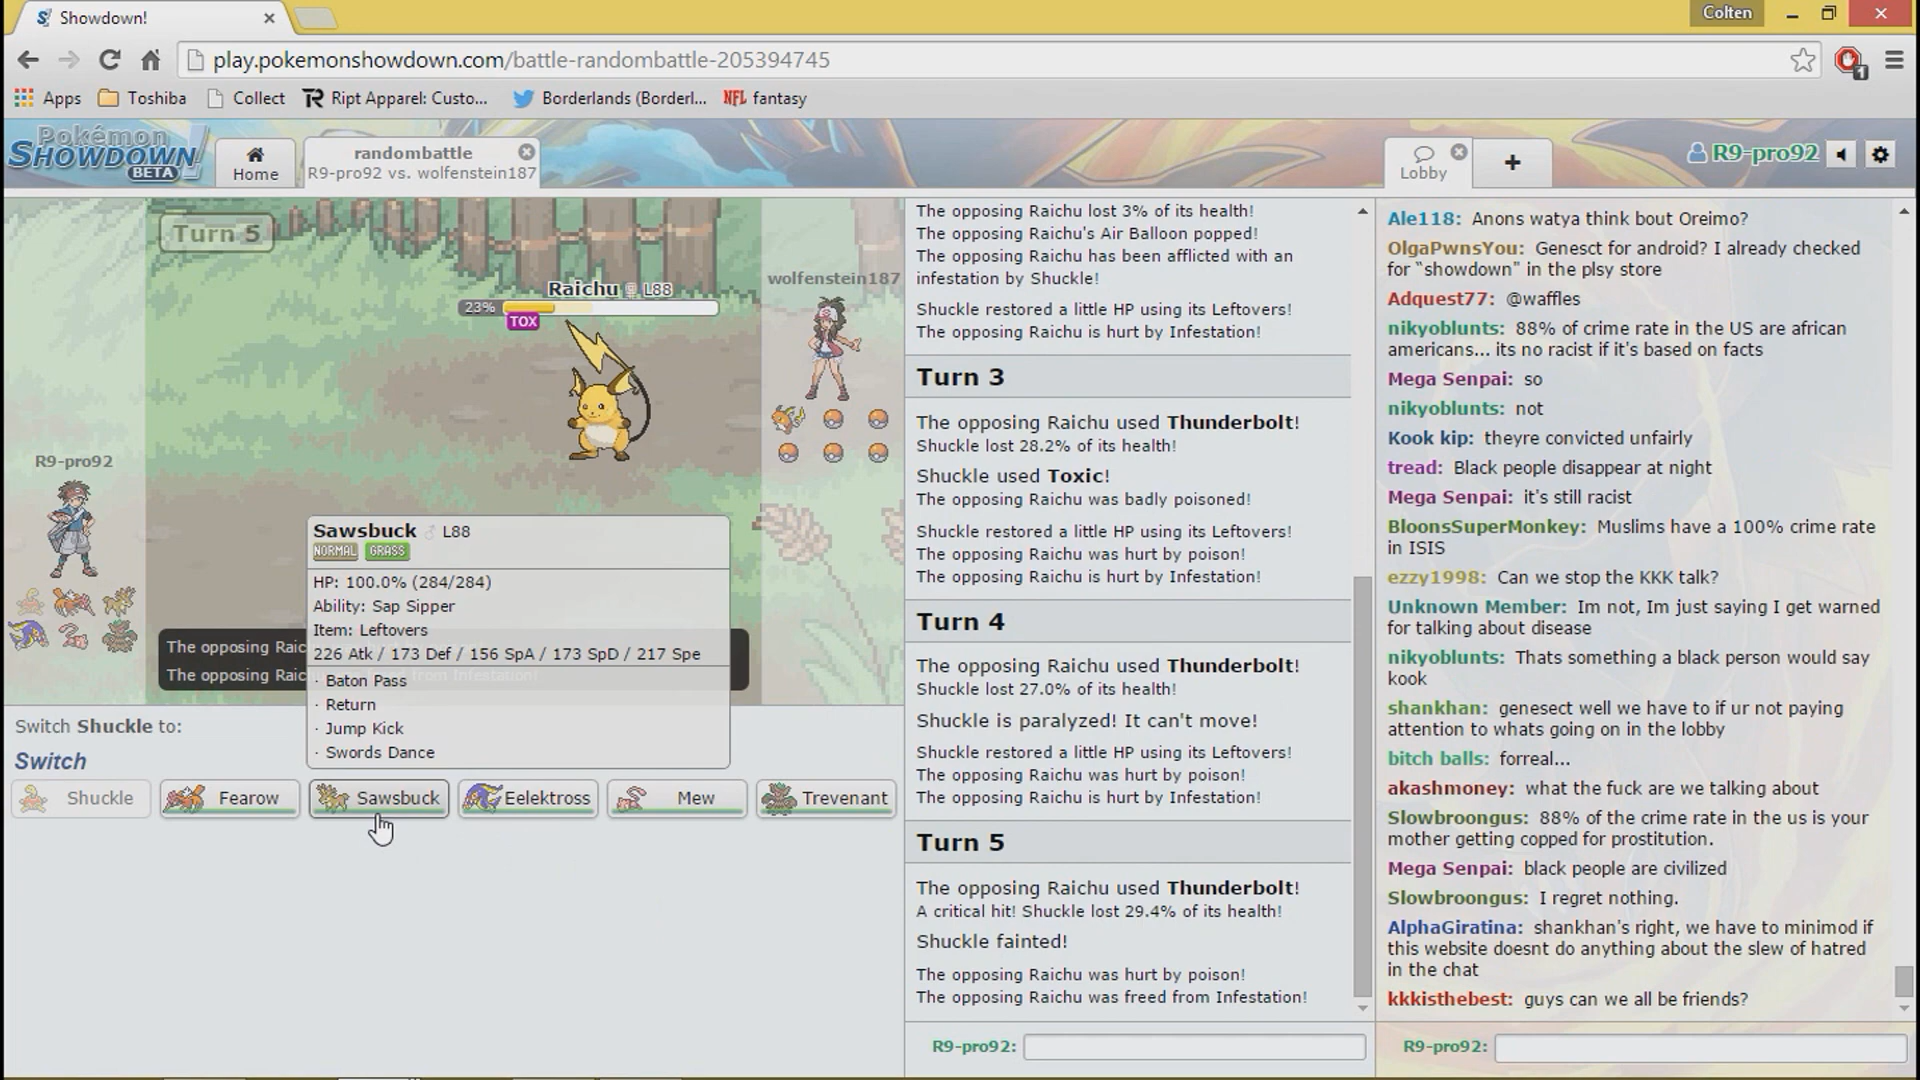 Showdown!
Colten
play.pokemonshowdown.com/battle-randombattle-205394745
Apps
Toshiba
Collect
Ript Apparel: Custo...
Borderlands (Borderl...
NFL fantasy
Pokémon
SHOWDOWN!
BETA
Home
randombattle
R9-pro92 vs. wolfenstein187
Lobby
+
R9-pro92
Turn 5
Raichu L88
23%
TOX
wolfenstein187
R9-pro92
The opposing Raic
The opposing Raic from Infestation!
Sawsbuck ♂ L88
NORMAL GRASS
HP: 100.0% (284/284)
Ability: Sap Sipper
Item: Leftovers
226 Atk / 173 Def / 156 SpA / 173 SpD / 217 Spe
· Baton Pass
· Return
· Jump Kick
· Swords Dance
Switch Shuckle to:
Switch
Shuckle
Fearow
Sawsbuck
Eelektross
Mew
Trevenant
The opposing Raichu lost 3% of its health!
The opposing Raichu's Air Balloon popped!
The opposing Raichu has been afflicted with an
infestation by Shuckle!
Shuckle restored a little HP using its Leftovers!
The opposing Raichu is hurt by Infestation!
Turn 3
The opposing Raichu used Thunderbolt!
Shuckle lost 28.2% of its health!
Shuckle used Toxic!
The opposing Raichu was badly poisoned!
Shuckle restored a little HP using its Leftovers!
The opposing Raichu was hurt by poison!
The opposing Raichu is hurt by Infestation!
Turn 4
The opposing Raichu used Thunderbolt!
Shuckle lost 27.0% of its health!
Shuckle is paralyzed! It can't move!
Shuckle restored a little HP using its Leftovers!
The opposing Raichu was hurt by poison!
The opposing Raichu is hurt by Infestation!
Turn 5
The opposing Raichu used Thunderbolt!
A critical hit! Shuckle lost 29.4% of its health!
Shuckle fainted!
The opposing Raichu was hurt by poison!
The opposing Raichu was freed from Infestation!
R9-pro92:
Ale118: Anons watya think bout Oreimo?
OlgaPwnsYou: Genesct for android? I already checked
for "showdown" in the plsy store
Adquest77: @waffles
nikyoblunts: 88% of crime rate in the US are african
americans... its no racist if it's based on facts
Mega Senpai: so
nikyoblunts: not
Kook kip: theyre convicted unfairly
tread: Black people disappear at night
Mega Senpai: it's still racist
BloonsSuperMonkey: Muslims have a 100% crime rate
in ISIS
ezzy1998: Can we stop the KKK talk?
Unknown Member: Im not, Im just saying I get warned
for talking about disease
nikyoblunts: Thats something a black person would say
kook
shankhan: genesect well we have to if ur not paying
attention to whats going on in the lobby
bitch balls: forreal...
akashmoney: what the fuck are we talking about
Slowbroongus: 88% of the crime rate in the us is your
mother getting copped for prostitution.
Mega Senpai: black people are civilized
Slowbroongus: I regret nothing.
AlphaGiratina: shankhan's right, we have to minimod if
this website doesnt do anything about the slew of hatred
in the chat
kkkisthebest: guys can we all be friends?
R9-pro92: